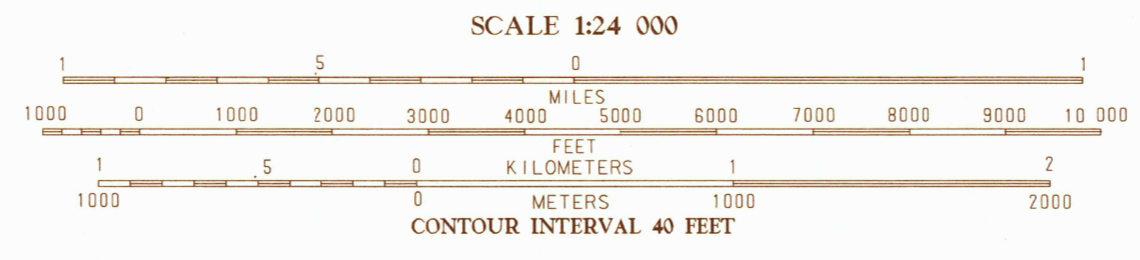 SCALE 1:24 000
1 .5 0 1
MILES
1000 0 1000 2000 3000 4000 5000 6000 7000 8000 9000 10 000
FEET
1 .5 0 KILOMETERS 1 2
1000 0 METERS 1000 2000
CONTOUR INTERVAL 40 FEET